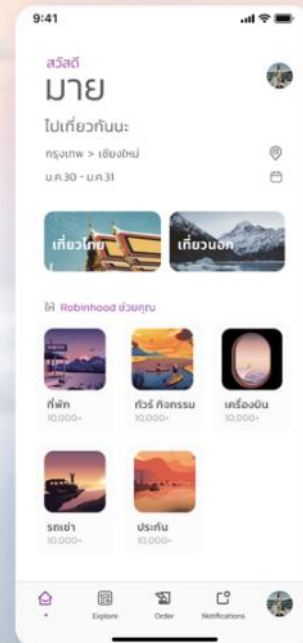 9:41
สวัสดี
มาย
ไปเที่ยวกันนะ
กรุงเทพ > เชียงใหม่
ม.ค.30 - ม.ค.31
เที่ยวไทย
เที่ยวนอก
ให้ Robinhood ช่วยคุณ
ที่พัก
10,000+
ทัวร์ กิจกรรม
10,000+
เครื่องบิน
10,000+
รถเช่า
10,000+
ประกัน
10,000+
Explore
Order
Notifications